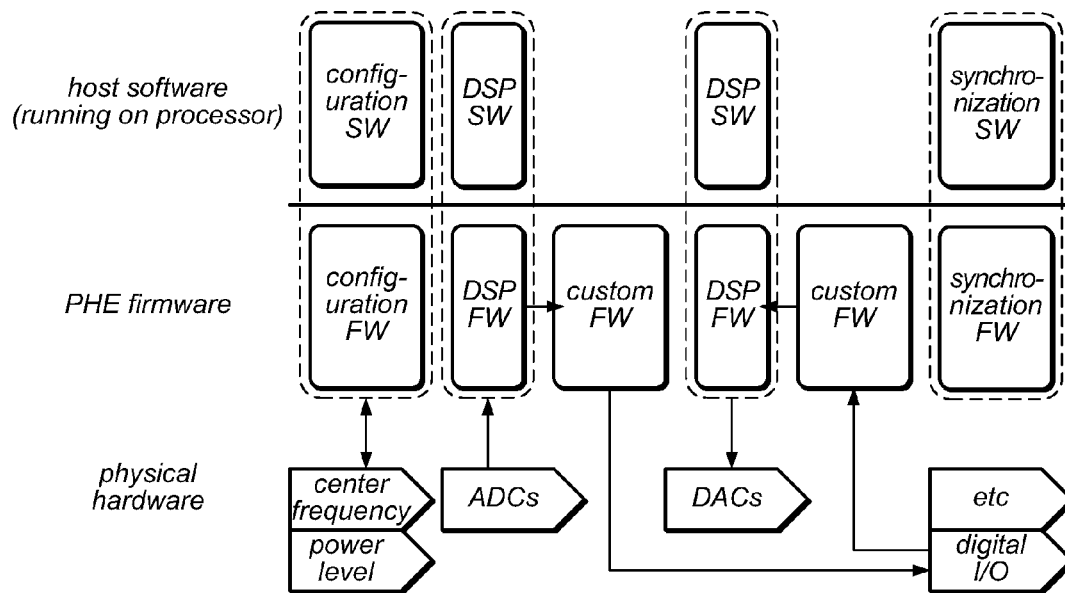 host software
(running on processor)
config-
uration
SW
DSP
SW
DSP
SW
synchro-
nization
SW
PHE firmware
config-
uration
FW
DSP
FW
custom
FW
DSP
FW
custom
FW
synchro-
nization
FW
physical
hardware
center
frequency
power
level
ADCs
DACs
etc
digital
I/O